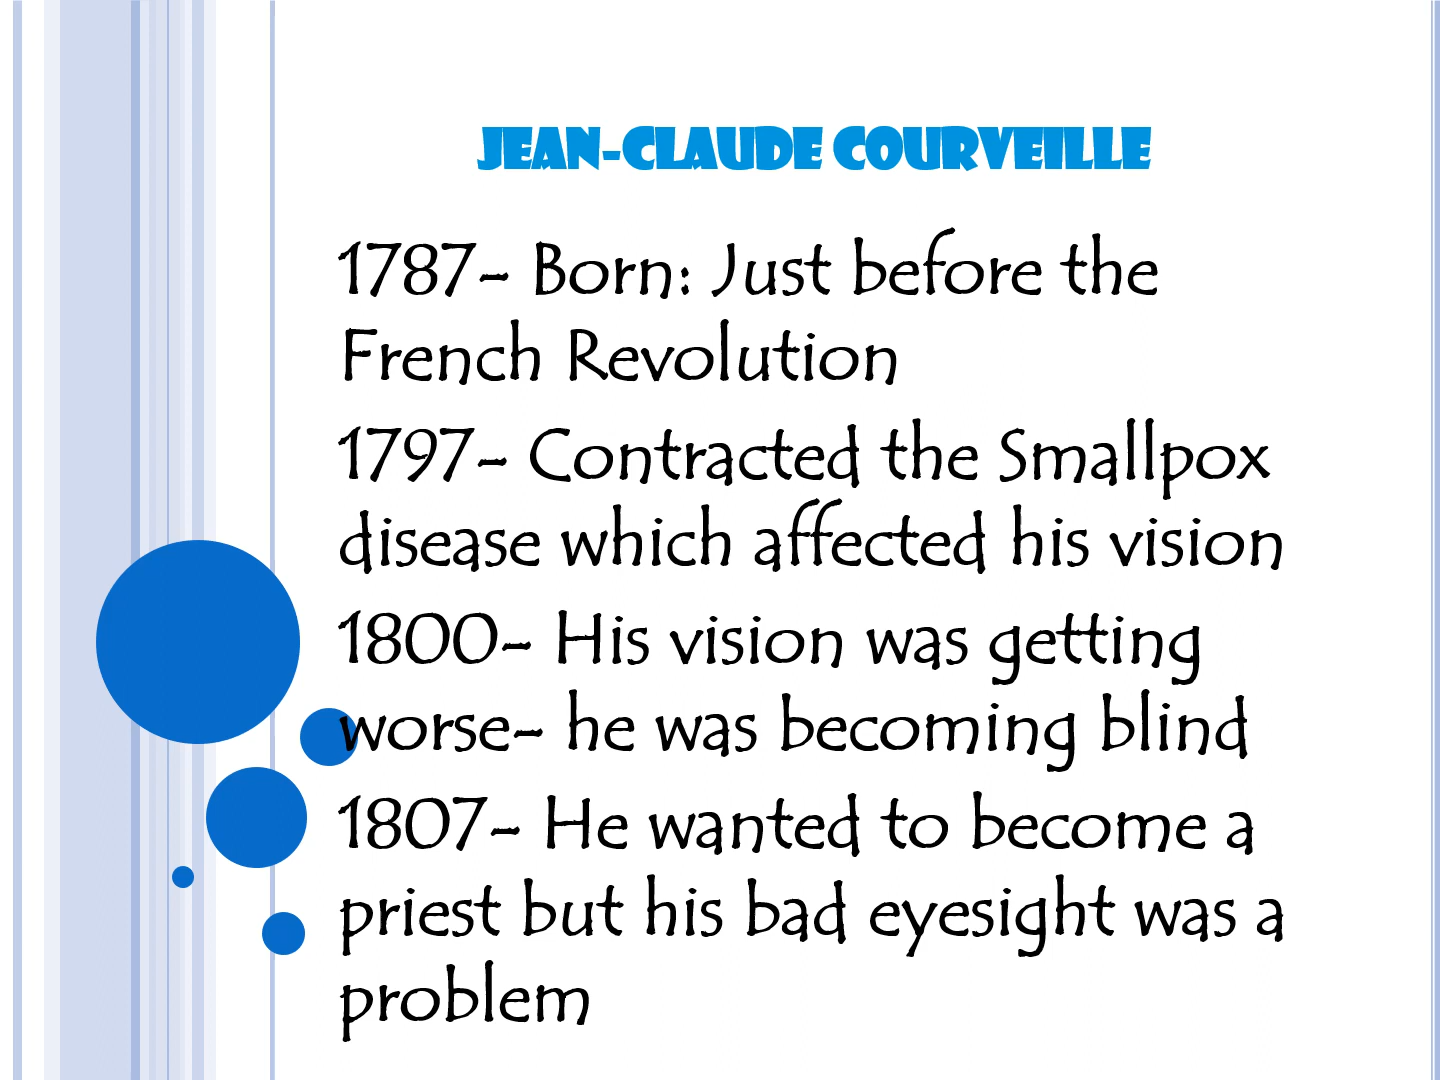 JEAN-CLAUDE COURVEILLE
1787- Born: Just before the
French Revolution
1797- Contracted the Smallpox
disease which affected his vision
1800- His vision was getting
worse- he was becoming blind
1807- He wanted to become a
priest but his bad eyesight was a
problem